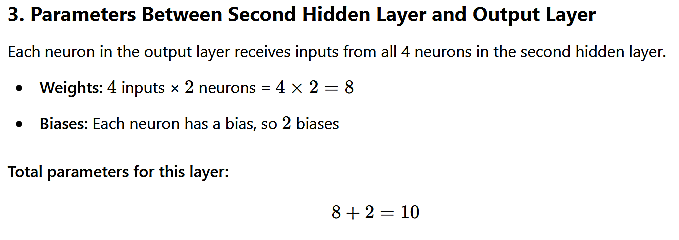 3. Parameters Between Second Hidden Layer and Output Layer
Each neuron in the output layer receives inputs from all 4 neurons in the second hidden layer.
• Weights: 4 inputs × 2 neurons = 4 × 2 = 8
• Biases: Each neuron has a bias, so 2 biases
Total parameters for this layer:
8 + 2 = 10